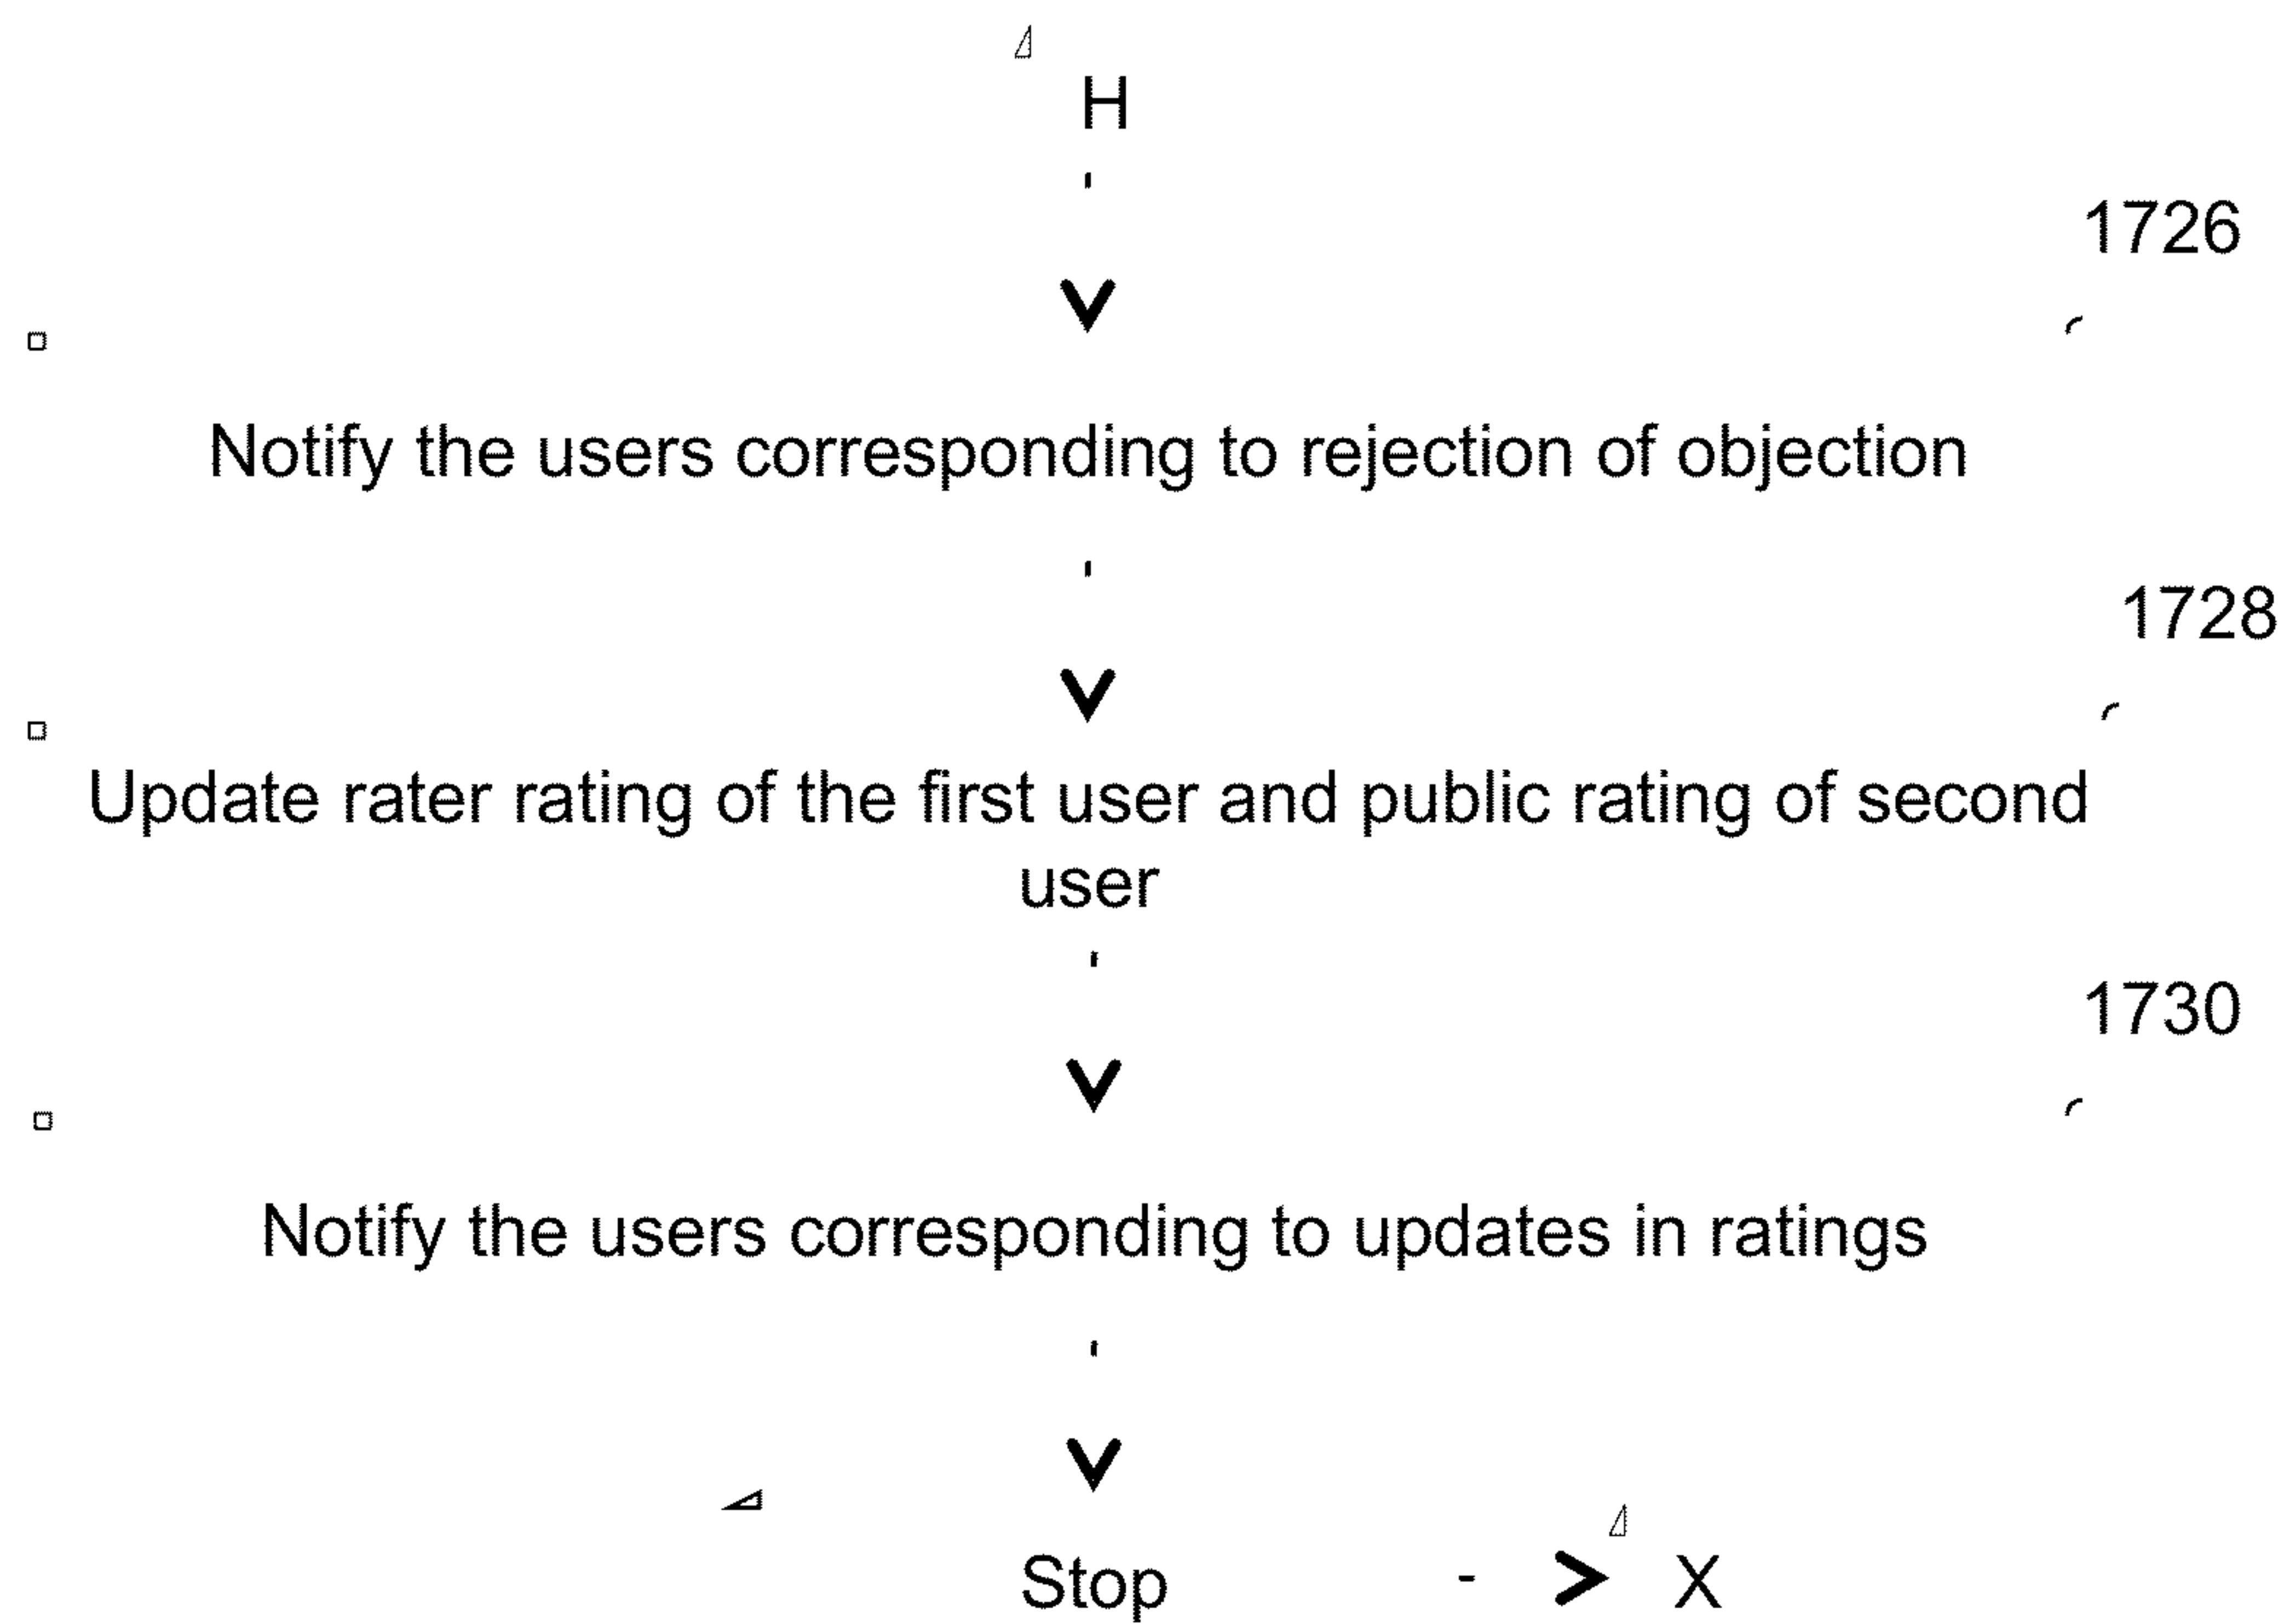 H
1726
Notify the users corresponding to rejection of objection
1728
Update rater rating of the first user and public rating of second
user
1730
Notify the users corresponding to updates in ratings
Stop
X